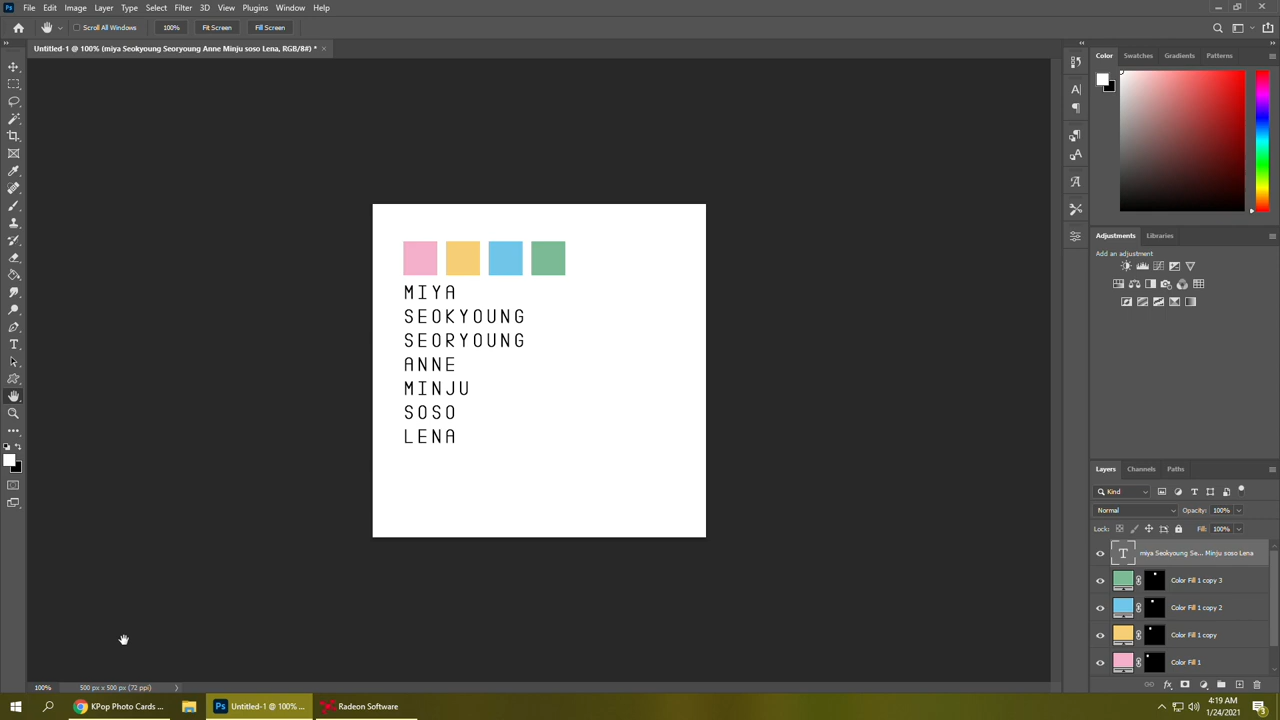 Ps File Edit Image Layer Type Select Filter 3D View Plugins Window Help
Scroll All Windows 100% Fit Screen Fill Screen
Untitled-1 @ 100% (miya Seokyoung Seoryoung Anne Minju soso Lena, RGB/8#) * ×
Color Swatches Gradients Patterns
MIYA
SEOKYOUNG
SEORYOUNG
ANNE
MINJU
SOSO
LENA
Adjustments Libraries
Add an adjustment
Layers Channels Paths
Kind
Normal Opacity: 100%
Lock: Fill: 100%
T miya Seokyoung Se... Minju soso Lena
Color Fill 1 copy 3
Color Fill 1 copy 2
Color Fill 1 copy
Color Fill 1
100% 500 px x 500 px (72 ppi)
KPop Photo Cards ... Ps Untitled-1 @ 100% ... Radeon Software
4:19 AM
1/24/2021
3